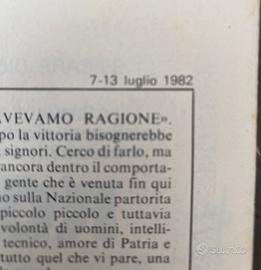 7-13 luglio 1982
AVEVAMO RAGIONE».
po la vittoria bisognerebbe
signori. Cerco di farlo, ma
ancora dentro il comporta-
gente che è venuta fin qui
o sulla Nazionale partorita
piccolo piccolo e tuttavia
volontà di uomini, intelli-
tecnico, amore di Patria e
tutto quel che vi pare, una
subito.it